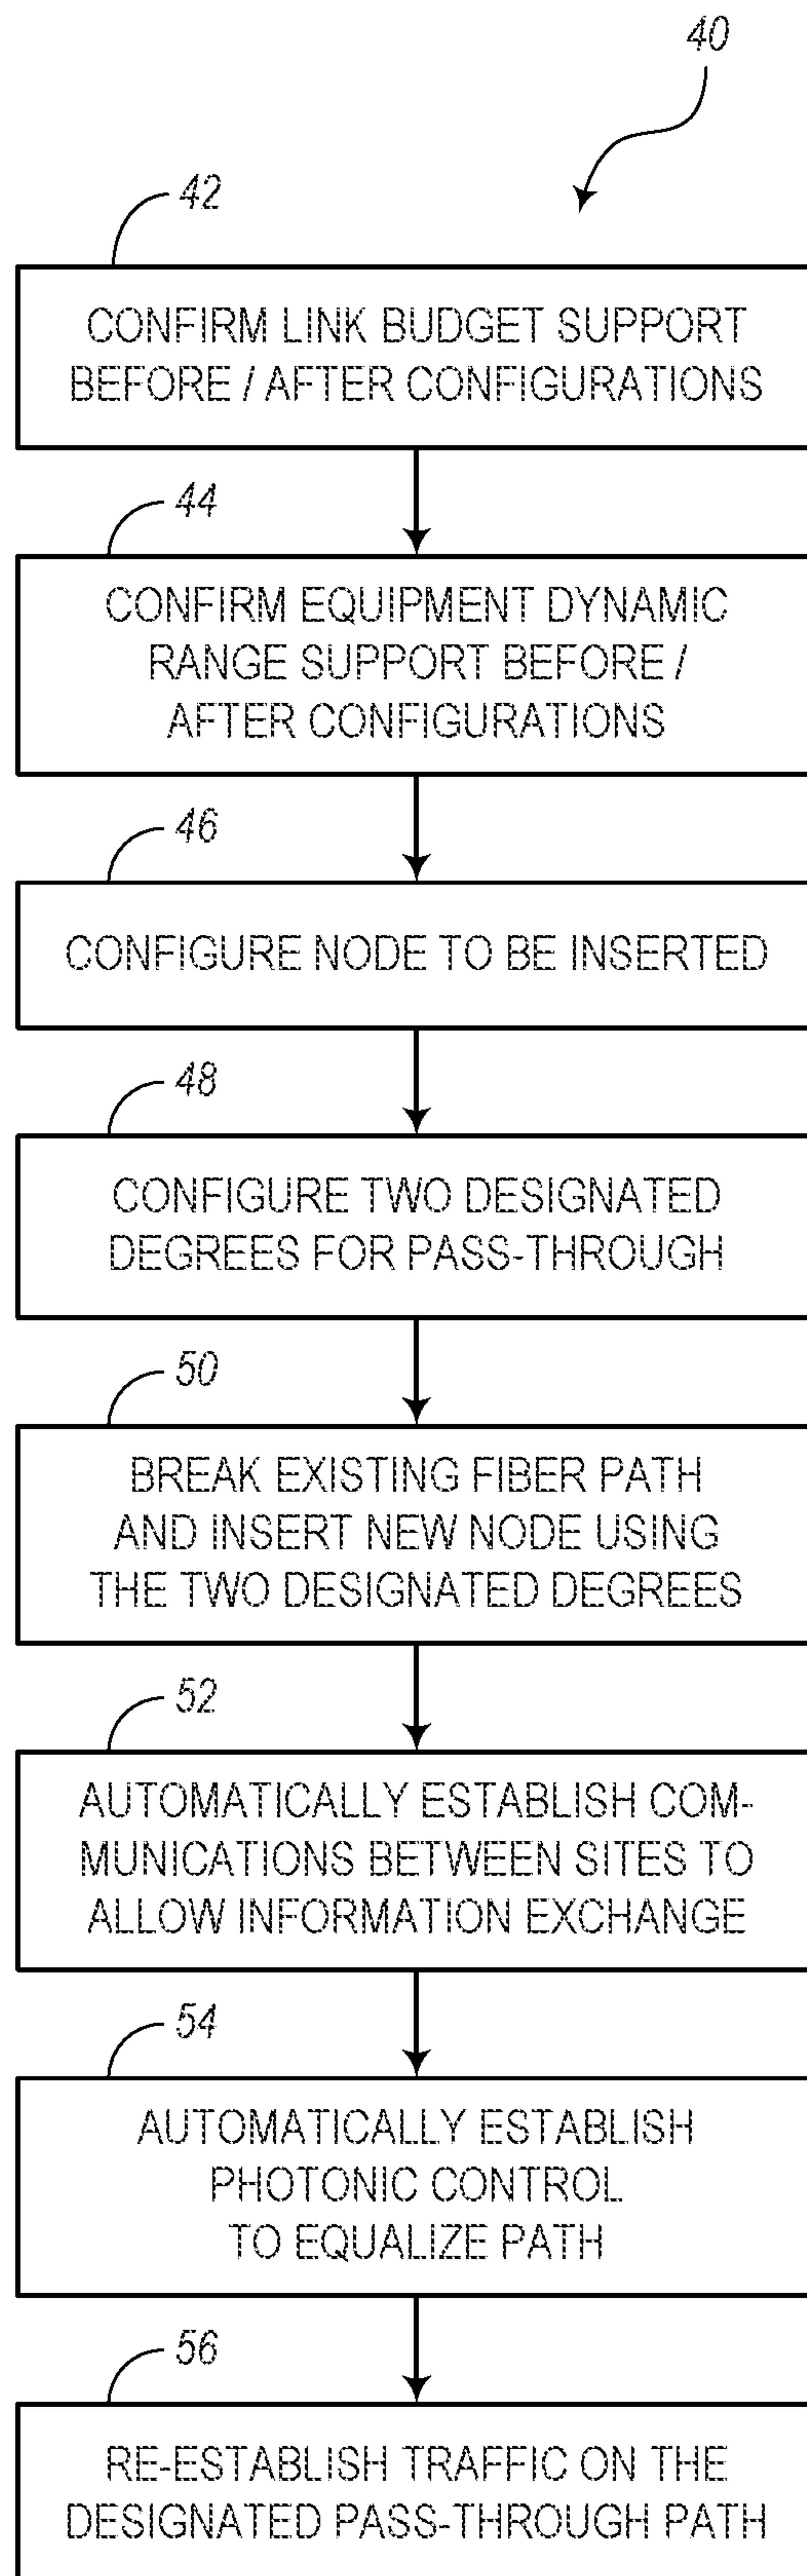 40
42
CONFIRM LINK BUDGET SUPPORT
BEFORE / AFTER CONFIGURATIONS
44
CONFIRM EQUIPMENT DYNAMIC
RANGE SUPPORT BEFORE /
AFTER CONFIGURATIONS
46
CONFIGURE NODE TO BE INSERTED
48
CONFIGURE TWO DESIGNATED
DEGREES FOR PASS-THROUGH
50
BREAK EXISTING FIBER PATH
AND INSERT NEW NODE USING
THE TWO DESIGNATED DEGREES
52
AUTOMATICALLY ESTABLISH COM-
MUNICATIONS BETWEEN SITES TO
ALLOW INFORMATION EXCHANGE
54
AUTOMATICALLY ESTABLISH
PHOTONIC CONTROL
TO EQUALIZE PATH
56
RE-ESTABLISH TRAFFIC ON THE
DESIGNATED PASS-THROUGH PATH